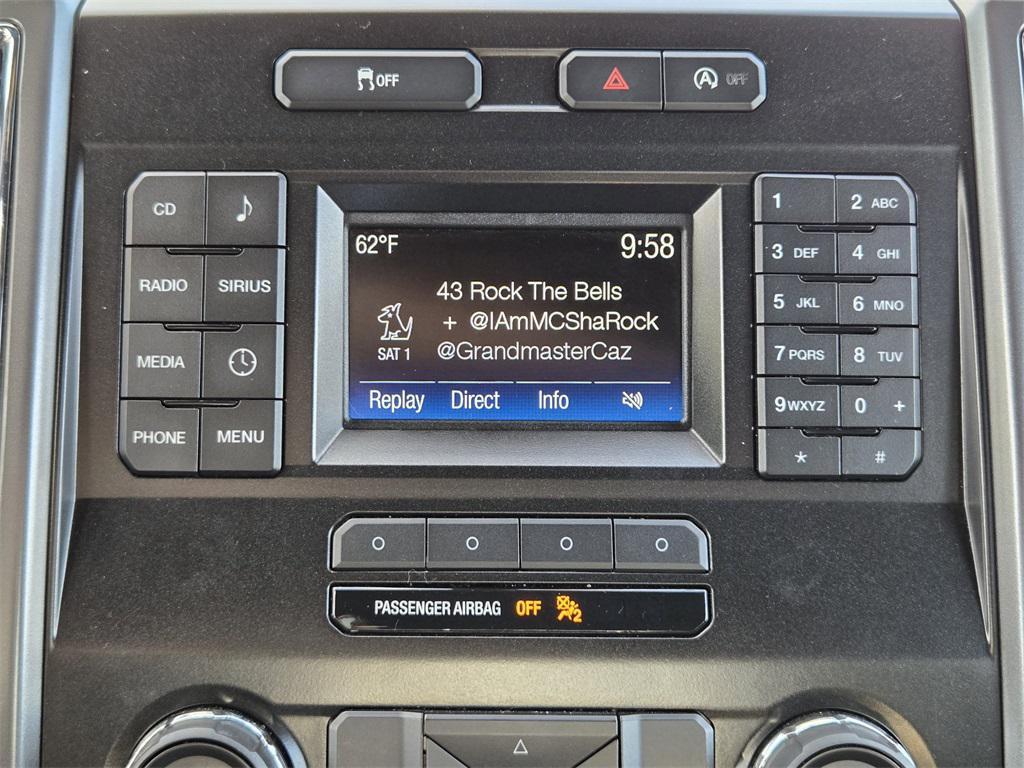 OFF
A OFF
CD
RADIO SIRIUS
MEDIA
PHONE MENU
62°F 9:58
43 Rock The Bells
+ @IAmMCShaRock
SAT 1 @GrandmasterCaz
Replay Direct Info
1 2 ABC
3 DEF 4 GHI
5 JKL 6 MNO
7 PQRS 8 TUV
9 WXYZ 0 +
* #
PASSENGER AIRBAG OFF 2